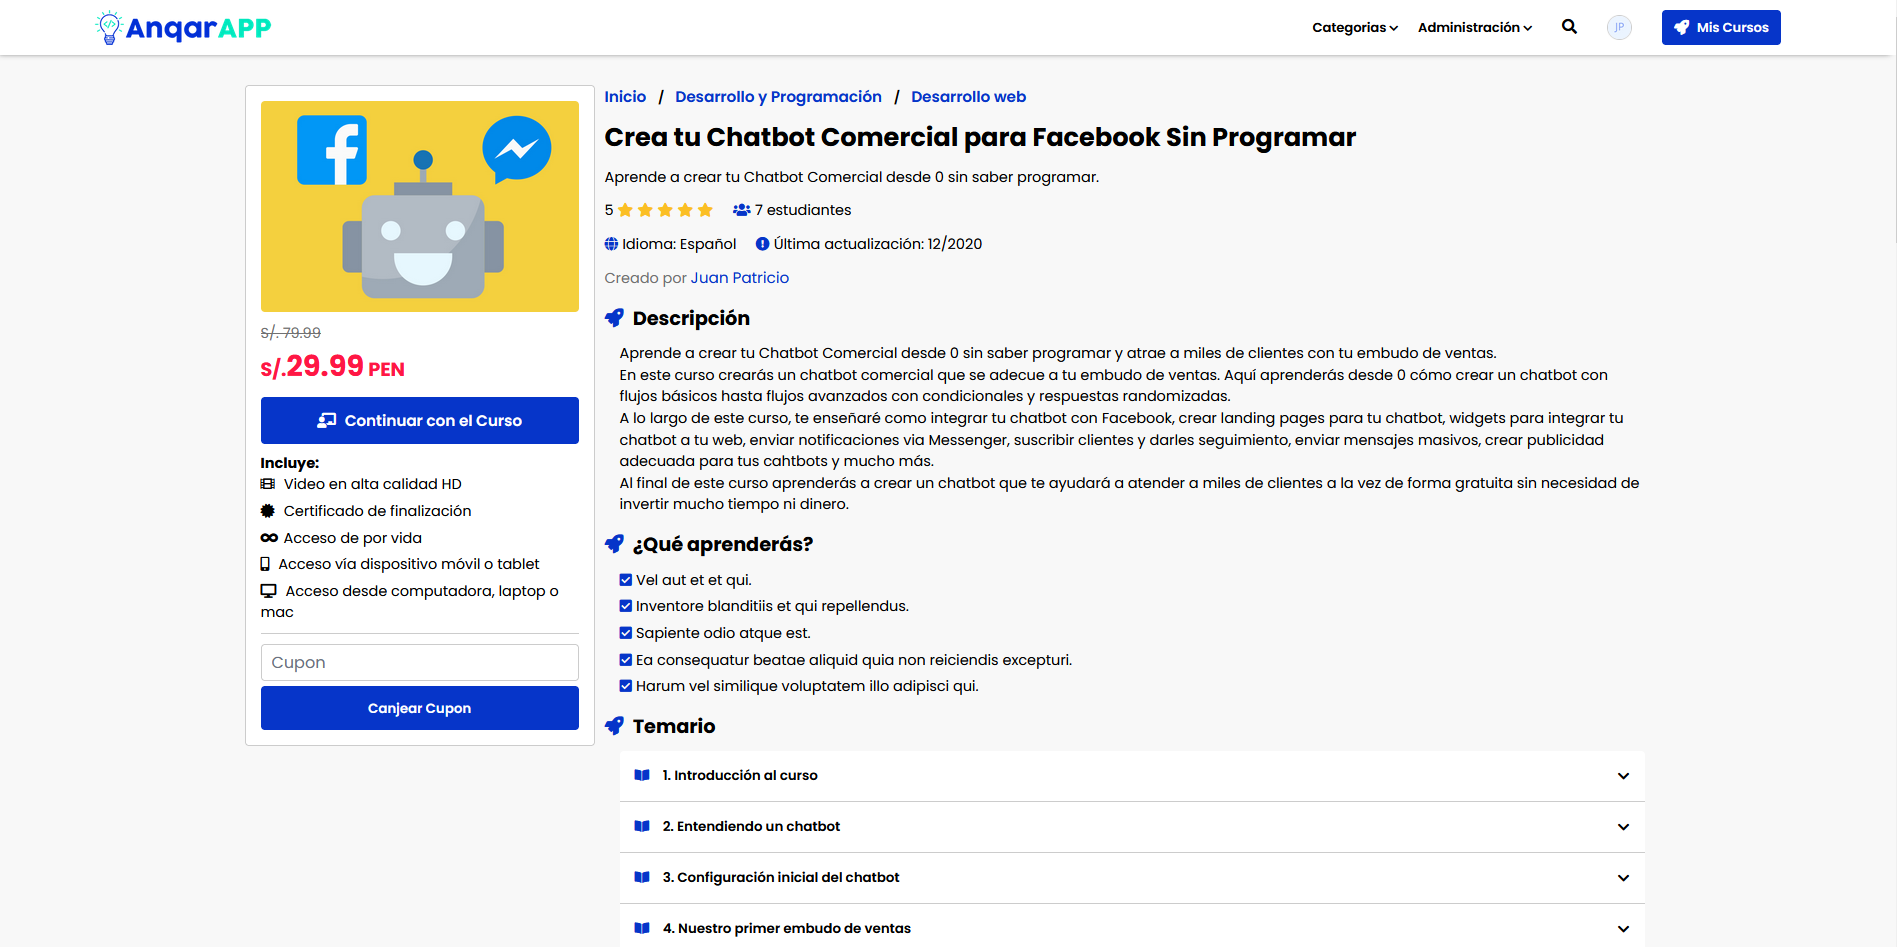 AnqarAPP
Categorias
Administración
JP
Mis Cursos
S/. 79.99
S/.29.99 PEN
Continuar con el Curso
Incluye:
Video en alta calidad HD
Certificado de finalización
Acceso de por vida
Acceso vía dispositivo móvil o tablet
Acceso desde computadora, laptop o
mac
Cupon
Canjear Cupon
Inicio / Desarrollo y Programación / Desarrollo web
Crea tu Chatbot Comercial para Facebook Sin Programar
Aprende a crear tu Chatbot Comercial desde 0 sin saber programar.
5 7 estudiantes
Idioma: Español Última actualización: 12/2020
Creado por Juan Patricio
Descripción
Aprende a crear tu Chatbot Comercial desde 0 sin saber programar y atrae a miles de clientes con tu embudo de ventas.
En este curso crearás un chatbot comercial que se adecue a tu embudo de ventas. Aquí aprenderás desde 0 cómo crear un chatbot con
flujos básicos hasta flujos avanzados con condicionales y respuestas randomizadas.
A lo largo de este curso, te enseñaré como integrar tu chatbot con Facebook, crear landing pages para tu chatbot, widgets para integrar tu
chatbot a tu web, enviar notificaciones via Messenger, suscribir clientes y darles seguimiento, enviar mensajes masivos, crear publicidad
adecuada para tus cahtbots y mucho más.
Al final de este curso aprenderás a crear un chatbot que te ayudará a atender a miles de clientes a la vez de forma gratuita sin necesidad de
invertir mucho tiempo ni dinero.
¿Qué aprenderás?
Vel aut et et qui.
Inventore blanditiis et qui repellendus.
Sapiente odio atque est.
Ea consequatur beatae aliquid quia non reiciendis excepturi.
Harum vel similique voluptatem illo adipisci qui.
Temario
1. Introducción al curso
2. Entendiendo un chatbot
3. Configuración inicial del chatbot
4. Nuestro primer embudo de ventas